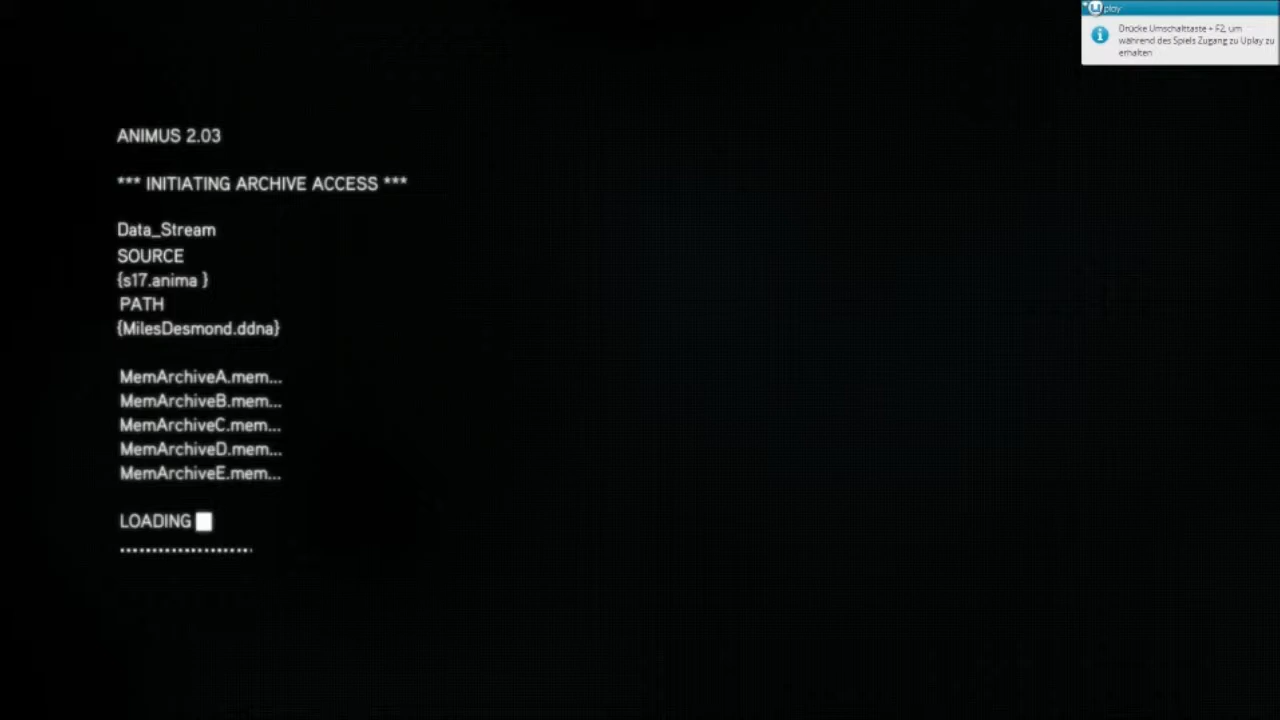 uplay
Drücke Umschalttaste + F2, um
während des Spiels Zugang zu Uplay zu
erhalten
ANIMUS 2.03
*** INITIATING ARCHIVE ACCESS ***
Data_Stream
SOURCE
{s17.anima }
PATH
{MilesDesmond.ddna}
MemArchiveA.mem...
MemArchiveB.mem...
MemArchiveC.mem...
MemArchiveD.mem...
MemArchiveE.mem...
LOADING